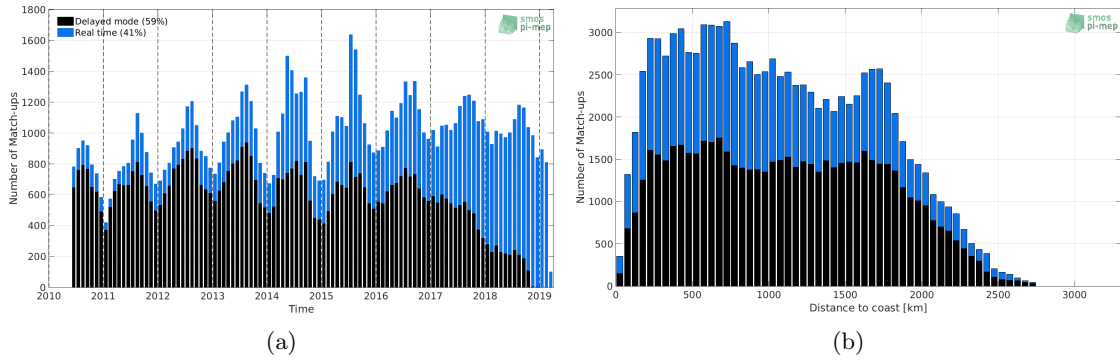 1800
1600
1400
1200
1000
800
600
400
200
0
Number of Match-ups
Delayed mode (59%)
Real time (41%)
smos
pi-mep
2010 2011 2012 2013 2014 2015 2016 2017 2018 2019
Time
(a)
3000
2500
2000
1500
1000
500
0
Number of Match-ups
smos
pi-mep
0 500 1000 1500 2000 2500 3000
Distance to coast [km]
(b)